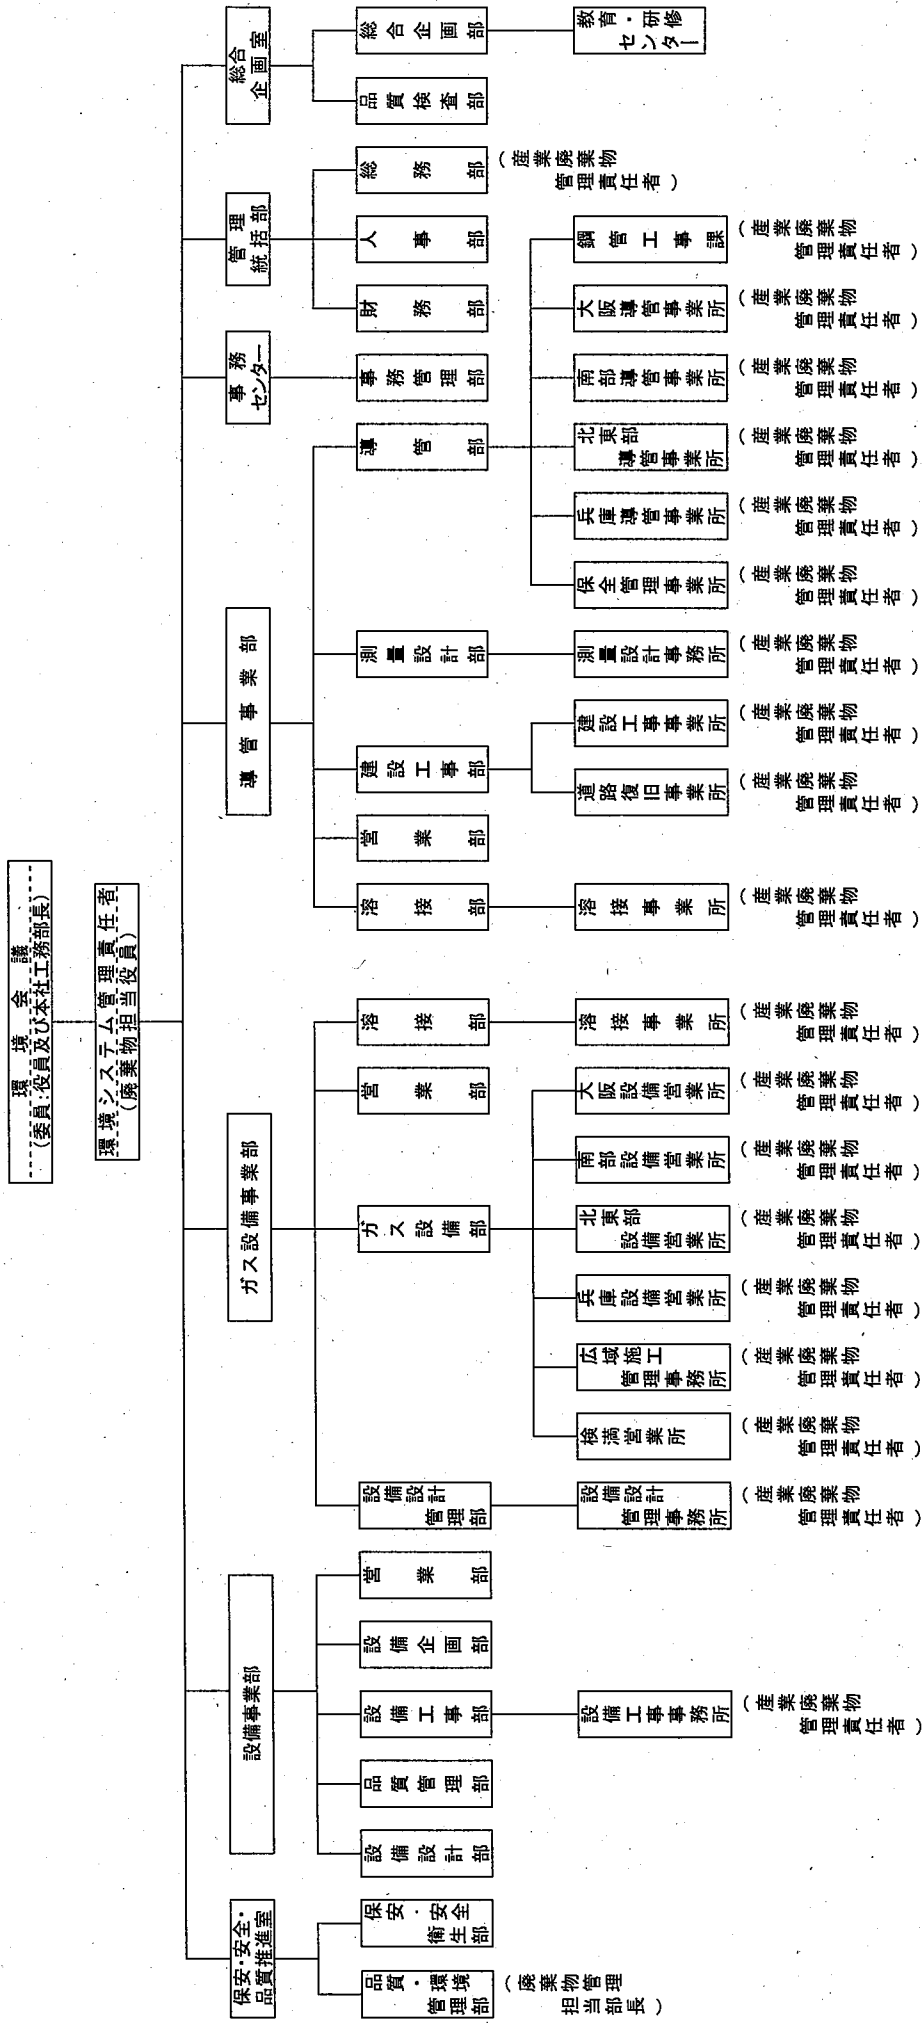 環境会議
(委員:役員及び本社工務部長)
環境システム管理責任者
(廃棄物担当役員)
保安・安全・
品質推進室
設備事業部
ガス設備事業部
導管事業部
事務
センター
管理
統括部
総合
企画室
品質・環境
管理部
(廃棄物管理
担当部長)
保安・安全
衛生部
設備設計部
品質管理部
設備工事部
設備企画部
営業部
設備設計
管理部
ガス設備部
営業部
溶接部
溶接部
営業部
建設工事部
測量設計部
導管部
事務管理部
財務部
人事部
総務部
(産業廃棄物
管理責任者)
品質検査部
総合企画部
設備工事事務所
(産業廃棄物
管理責任者)
設備設計
管理事務所
(産業廃棄物
管理責任者)
検満営業所
(産業廃棄物
管理責任者)
広域施工
管理事務所
(産業廃棄物
管理責任者)
兵庫設備営業所
(産業廃棄物
管理責任者)
北東部
設備営業所
(産業廃棄物
管理責任者)
南部設備営業所
(産業廃棄物
管理責任者)
大阪設備営業所
(産業廃棄物
管理責任者)
溶接事業所
(産業廃棄物
管理責任者)
溶接事業所
(産業廃棄物
管理責任者)
道路復旧事業所
(産業廃棄物
管理責任者)
建設工事事業所
(産業廃棄物
管理責任者)
測量設計事務所
(産業廃棄物
管理責任者)
保全管理事業所
(産業廃棄物
管理責任者)
兵庫導管事業所
(産業廃棄物
管理責任者)
北東部
導管事業所
(産業廃棄物
管理責任者)
南部導管事業所
(産業廃棄物
管理責任者)
大阪導管事業所
(産業廃棄物
管理責任者)
鋼管工事課
(産業廃棄物
管理責任者)
教育・研修
センター